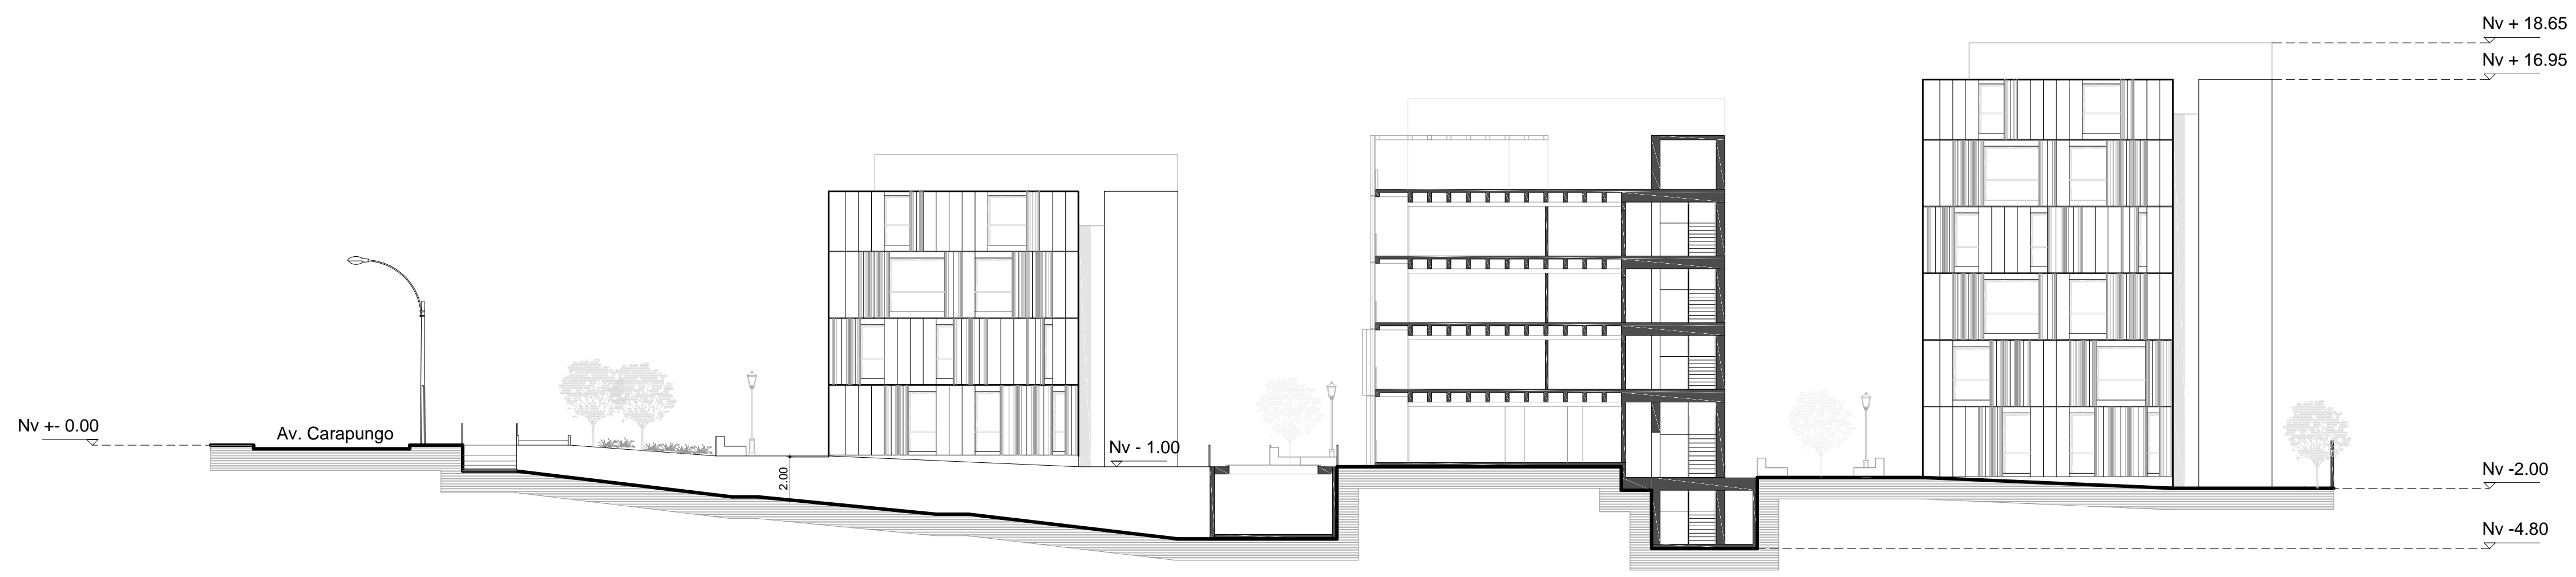 Nv + 18.65
Nv + 16.95
Nv +- 0.00
Av. Carapungo
Nv - 1.00
2.00
Nv -2.00
Nv -4.80